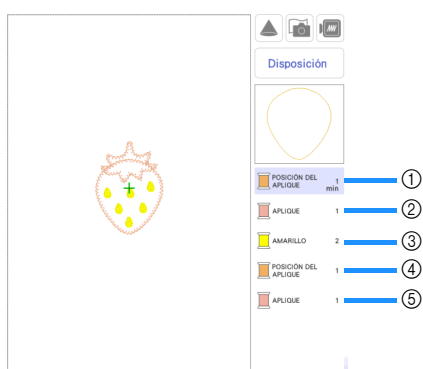 Disposición
POSICIÓN DEL
APLIQUE 1
min
①
APLIQUE 1 ②
AMARILLO 2 ③
POSICIÓN DEL
APLIQUE 1 ④
APLIQUE 1 ⑤